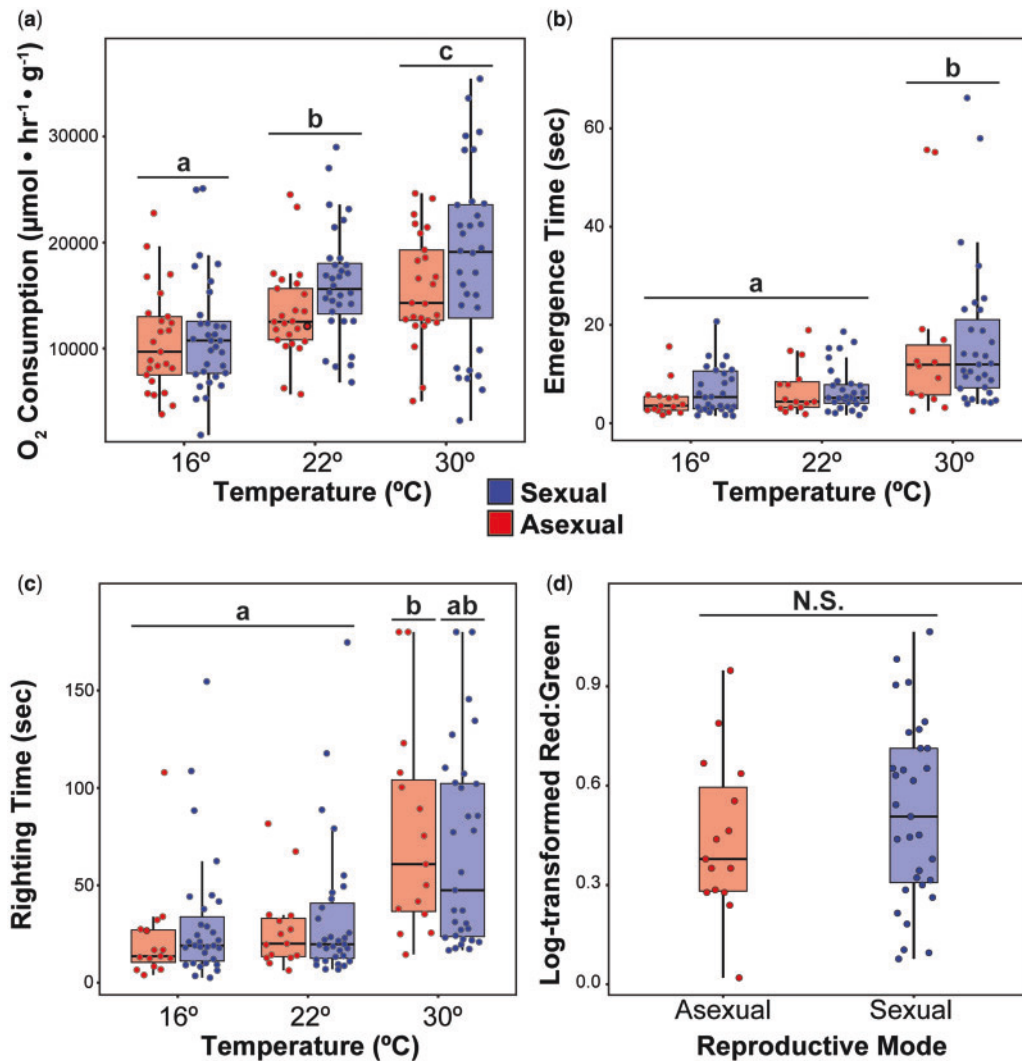 (a)
O₂ Consumption (µmol • hr⁻¹ • g⁻¹)
30000
20000
10000
a
b
c
16º
22º
30º
Temperature (ºC)
(b)
Emergence Time (sec)
60
40
20
0
a
b
16º
22º
30º
Temperature (ºC)
Sexual
Asexual
(c)
Righting Time (sec)
150
100
50
0
a
b
ab
16º
22º
30º
Temperature (ºC)
(d)
Log-transformed Red:Green
0.9
0.6
0.3
0.0
N.S.
Asexual
Sexual
Reproductive Mode